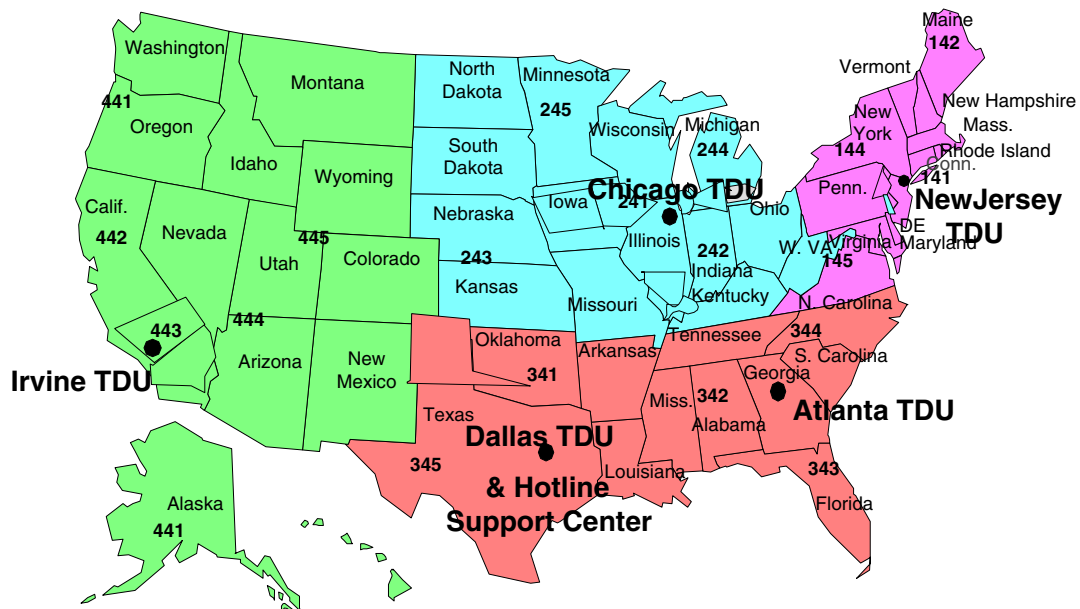 Maine
142
Washington
Vermont
North
Dakota
Minnesota
Montana
441
245
New Hampshire
New
York
Oregon
Wisconsin
Michigan
Mass.
South
Dakota
244
144
Rhode Island
Idaho
Conn.
Wyoming
141
Chicago TDU
Penn.
Calif.
Nebraska
Iowa
241
Ohio
NewJersey
TDU
442
Nevada
445
Illinois
DE
W. VA
Virginia
Maryland
Utah
Colorado
243
242
145
Indiana
Kansas
Kentucky
Missouri
N. Carolina
444
443
Oklahoma
Tennessee
344
Arkansas
S. Carolina
Arizona
New
Mexico
341
Georgia
Irvine TDU
Miss.
342
Atlanta TDU
Texas
Alabama
Dallas TDU
345
Louisiana
343
& Hotline
Support Center
Florida
Alaska
441